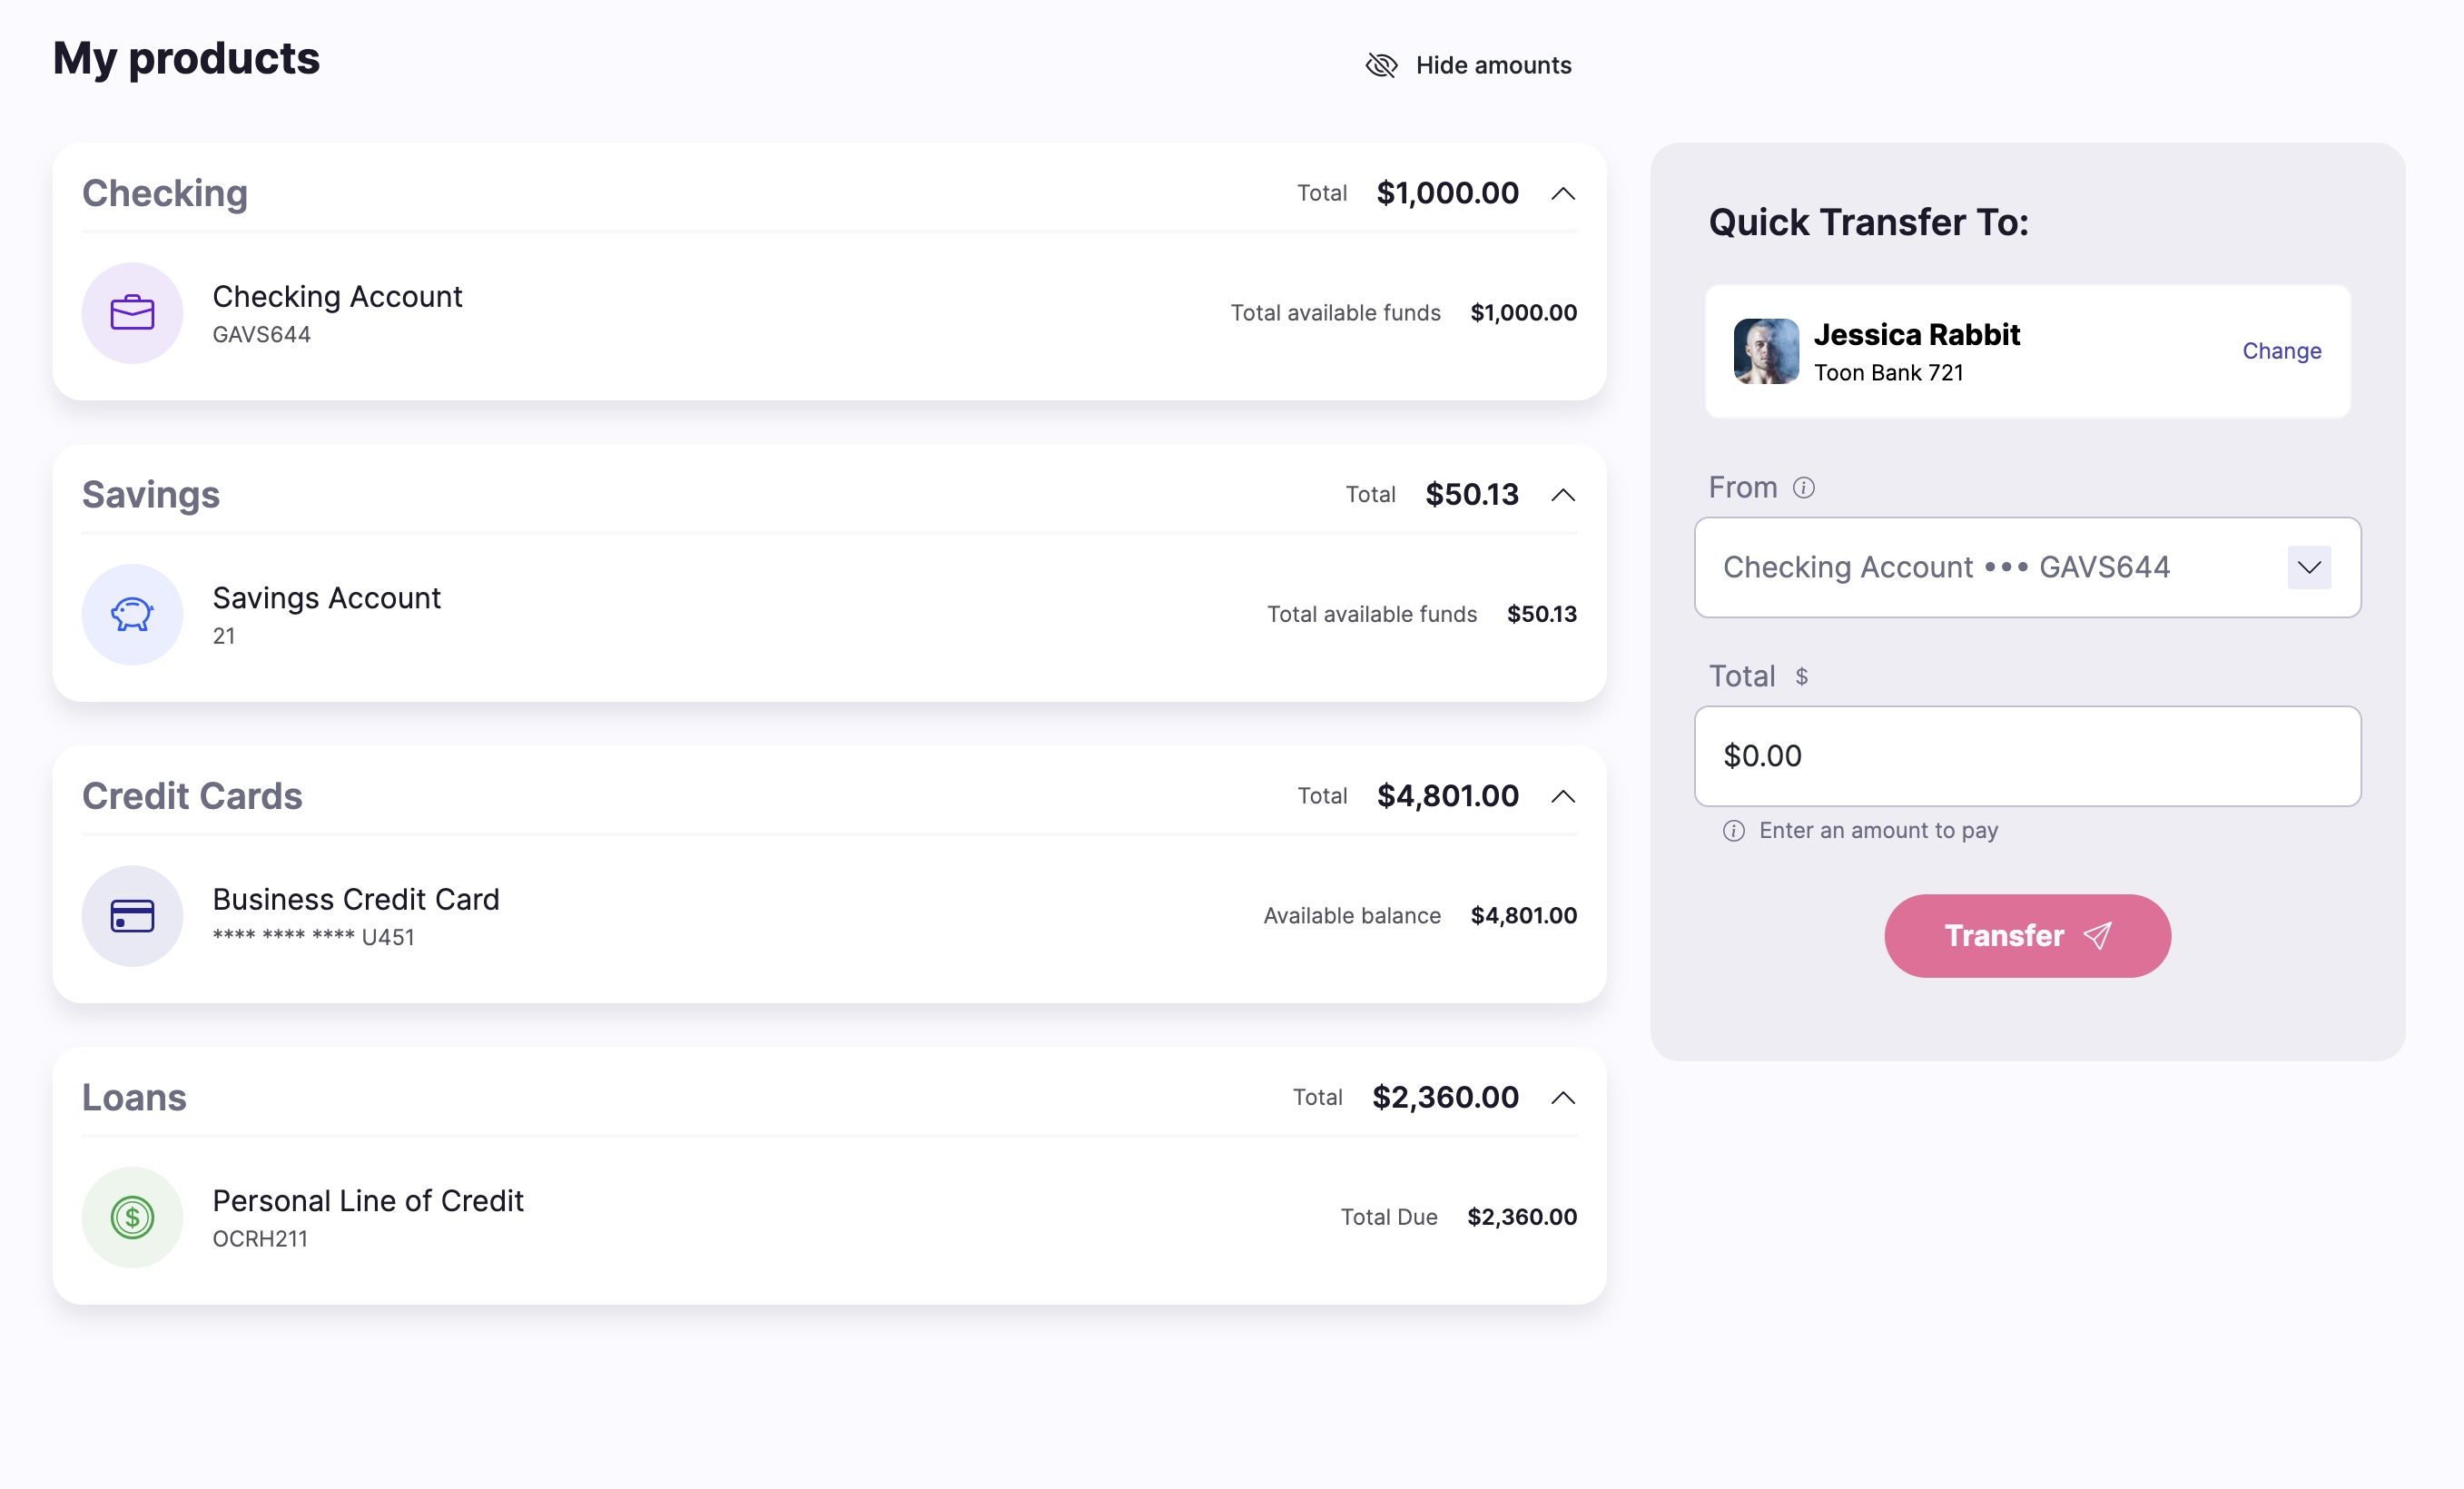 My products
Hide amounts
Checking
Total $1,000.00
Checking Account
GAVS644
Total available funds $1,000.00
Savings
Total $50.13
Savings Account
21
Total available funds $50.13
Credit Cards
Total $4,801.00
Business Credit Card
**** **** **** U451
Available balance $4,801.00
Loans
Total $2,360.00
$
Personal Line of Credit
OCRH211
Total Due $2,360.00
Quick Transfer To:
Jessica Rabbit
Toon Bank 721
Change
From
Checking Account ••• GAVS644
Total $
$0.00
Enter an amount to pay
Transfer